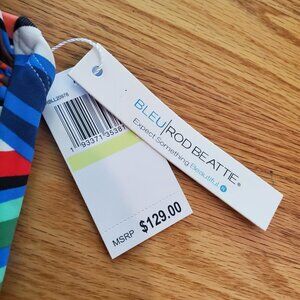 BLEU|ROD BEATTIE®
Expect Something Beautiful
MSRP $129.00